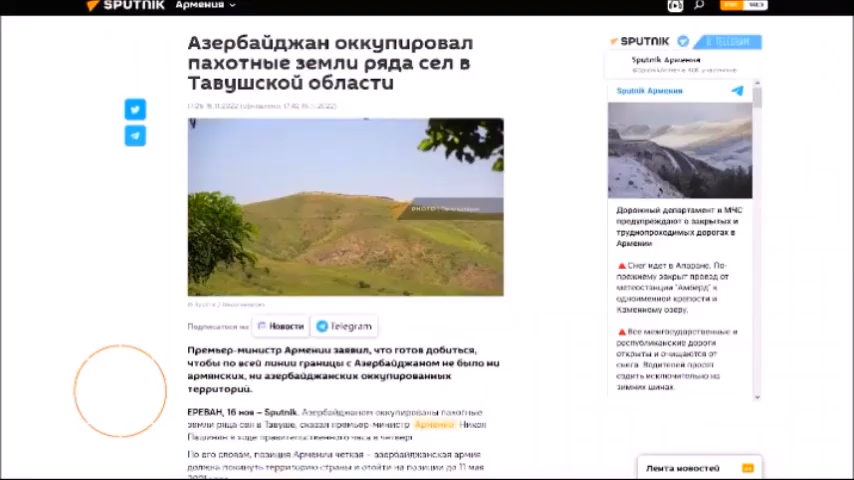 SPUTNIK Армения
Азербайджан оккупировал
пахотные земли ряда сел в
Тавушской области
SPUTNIK В TELEGRAM
Sputnik Армения
Sputnik Армения
Дорожный департамент и МЧС
предупреждают о закрытых и
труднопроходимых дорогах в
Армении
Снег идет в Апаране. По-
прежнему закрыт проезд от
метеостанции "Амберд" к
одноименной крепости и
Каменному озеру.
Все межгосударственные и
республиканские дороги
открыты и очищаются от
снега. Водителей просят
ездить исключительно на
зимних шинах.
Подписаться на Новости Telegram
Премьер-министр Армении заявил, что готов добиться,
чтобы по всей линии границы с Азербайджаном не было ни
армянских, ни азербайджанских оккупированных
территорий.
ЕРЕВАН, 16 ноя – Sputnik. Азербайджаном оккупированы пахотные
земли ряда сел в Тавуше, сказал премьер-министр Армении Никол
Пашинян в ходе правительственного часа в четверг.
По его словам, позиция Армении четкая – азербайджанская армия
должна покинуть территорию страны и отойти на позиции до 11 мая
Лента новостей